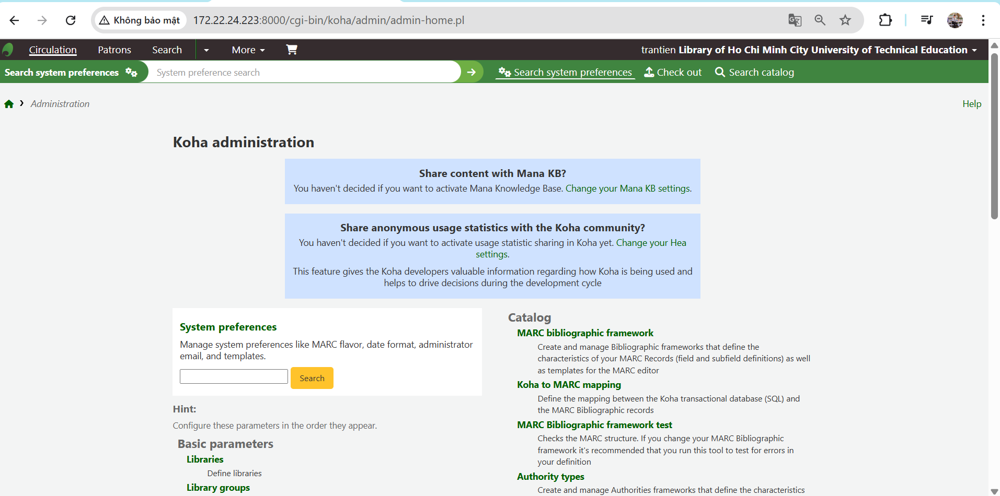 Không bảo mật
172.22.24.223:8000/cgi-bin/koha/admin/admin-home.pl
Circulation
Patrons
Search
More
trantien Library of Ho Chi Minh City University of Technical Education
Search system preferences
System preference search
Search system preferences
Check out
Search catalog
Administration
Help
Koha administration
Share content with Mana KB?
You haven't decided if you want to activate Mana Knowledge Base. Change your Mana KB settings.
Share anonymous usage statistics with the Koha community?
You haven't decided if you want to activate usage statistic sharing in Koha yet. Change your Hea
settings.
This feature gives the Koha developers valuable information regarding how Koha is being used and
helps to drive decisions during the development cycle
System preferences
Manage system preferences like MARC flavor, date format, administrator
email, and templates.
Search
Hint:
Configure these parameters in the order they appear.
Basic parameters
Libraries
Define libraries
Library groups
Catalog
MARC bibliographic framework
Create and manage Bibliographic frameworks that define the
characteristics of your MARC Records (field and subfield definitions) as well
as templates for the MARC editor
Koha to MARC mapping
Define the mapping between the Koha transactional database (SQL) and
the MARC Bibliographic records
MARC Bibliographic framework test
Checks the MARC structure. If you change your MARC Bibliographic
framework it's recommended that you run this tool to test for errors in
your definition
Authority types
Create and manage Authorities frameworks that define the characteristics